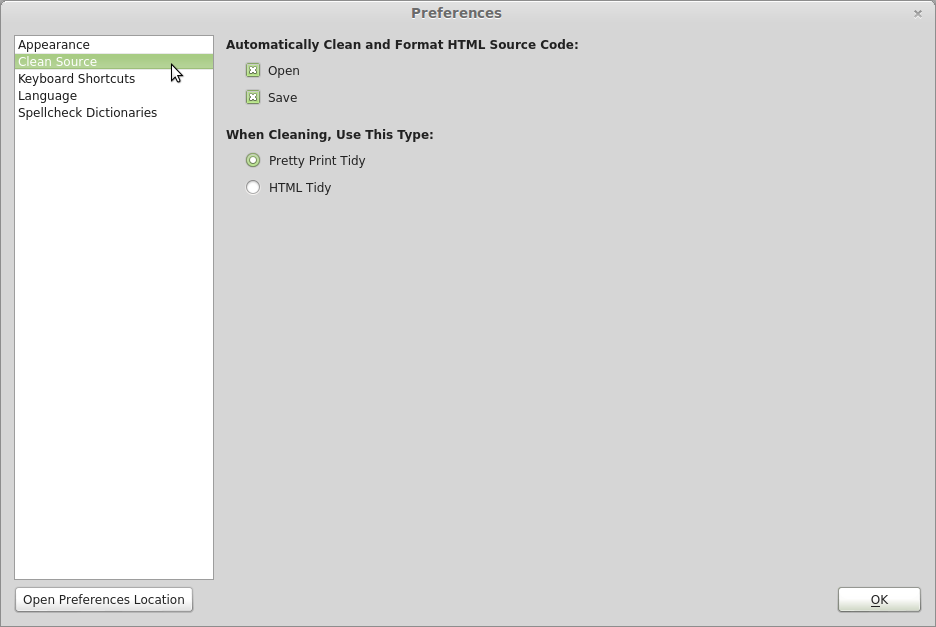 Preferences
Appearance
Clean Source
Keyboard Shortcuts
Language
Spellcheck Dictionaries
Automatically Clean and Format HTML Source Code:
Open
Save
When Cleaning, Use This Type:
Pretty Print Tidy
HTML Tidy
Open Preferences Location
OK